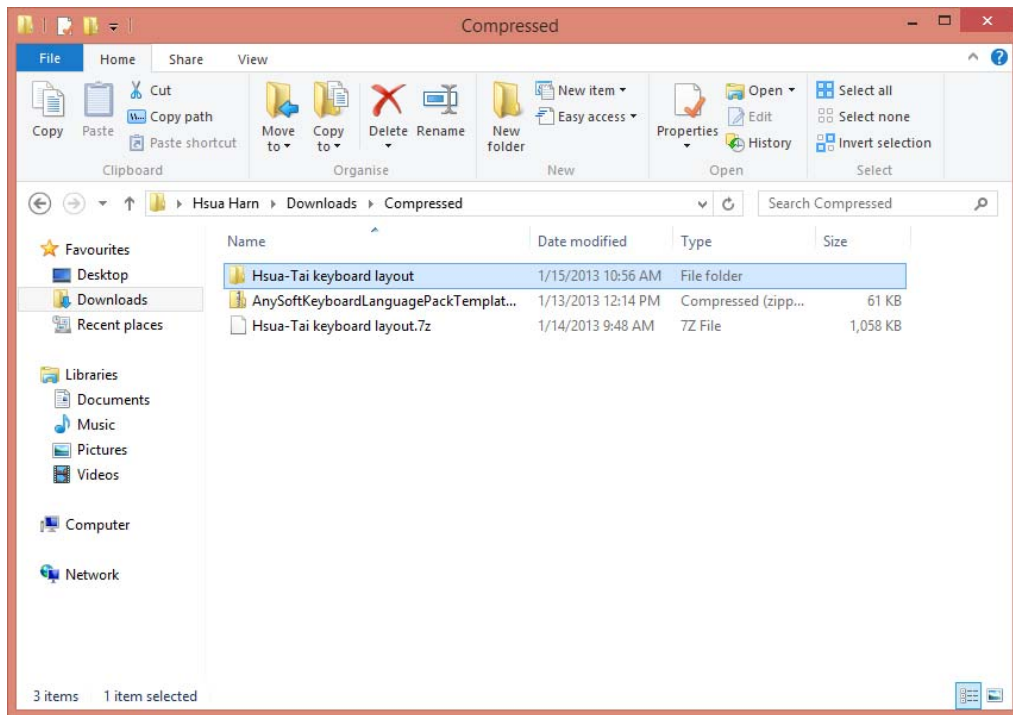 Compressed
File Home Share View
Copy
Paste
Cut
Copy path
Paste shortcut
Clipboard
Move to
Copy to
Delete
Rename
Organise
New folder
New item
Easy access
New
Properties
Open
Edit
History
Open
Select all
Select none
Invert selection
Select
Hsua Harn Downloads Compressed
Search Compressed
Favourites
Desktop
Downloads
Recent places
Libraries
Documents
Music
Pictures
Videos
Computer
Network
Name Date modified Type Size
Hsua-Tai keyboard layout 1/15/2013 10:56 AM File folder
AnySoftKeyboardLanguagePackTemplat... 1/13/2013 12:14 PM Compressed (zipp... 61 KB
Hsua-Tai keyboard layout.7z 1/14/2013 9:48 AM 7Z File 1,058 KB
3 items 1 item selected